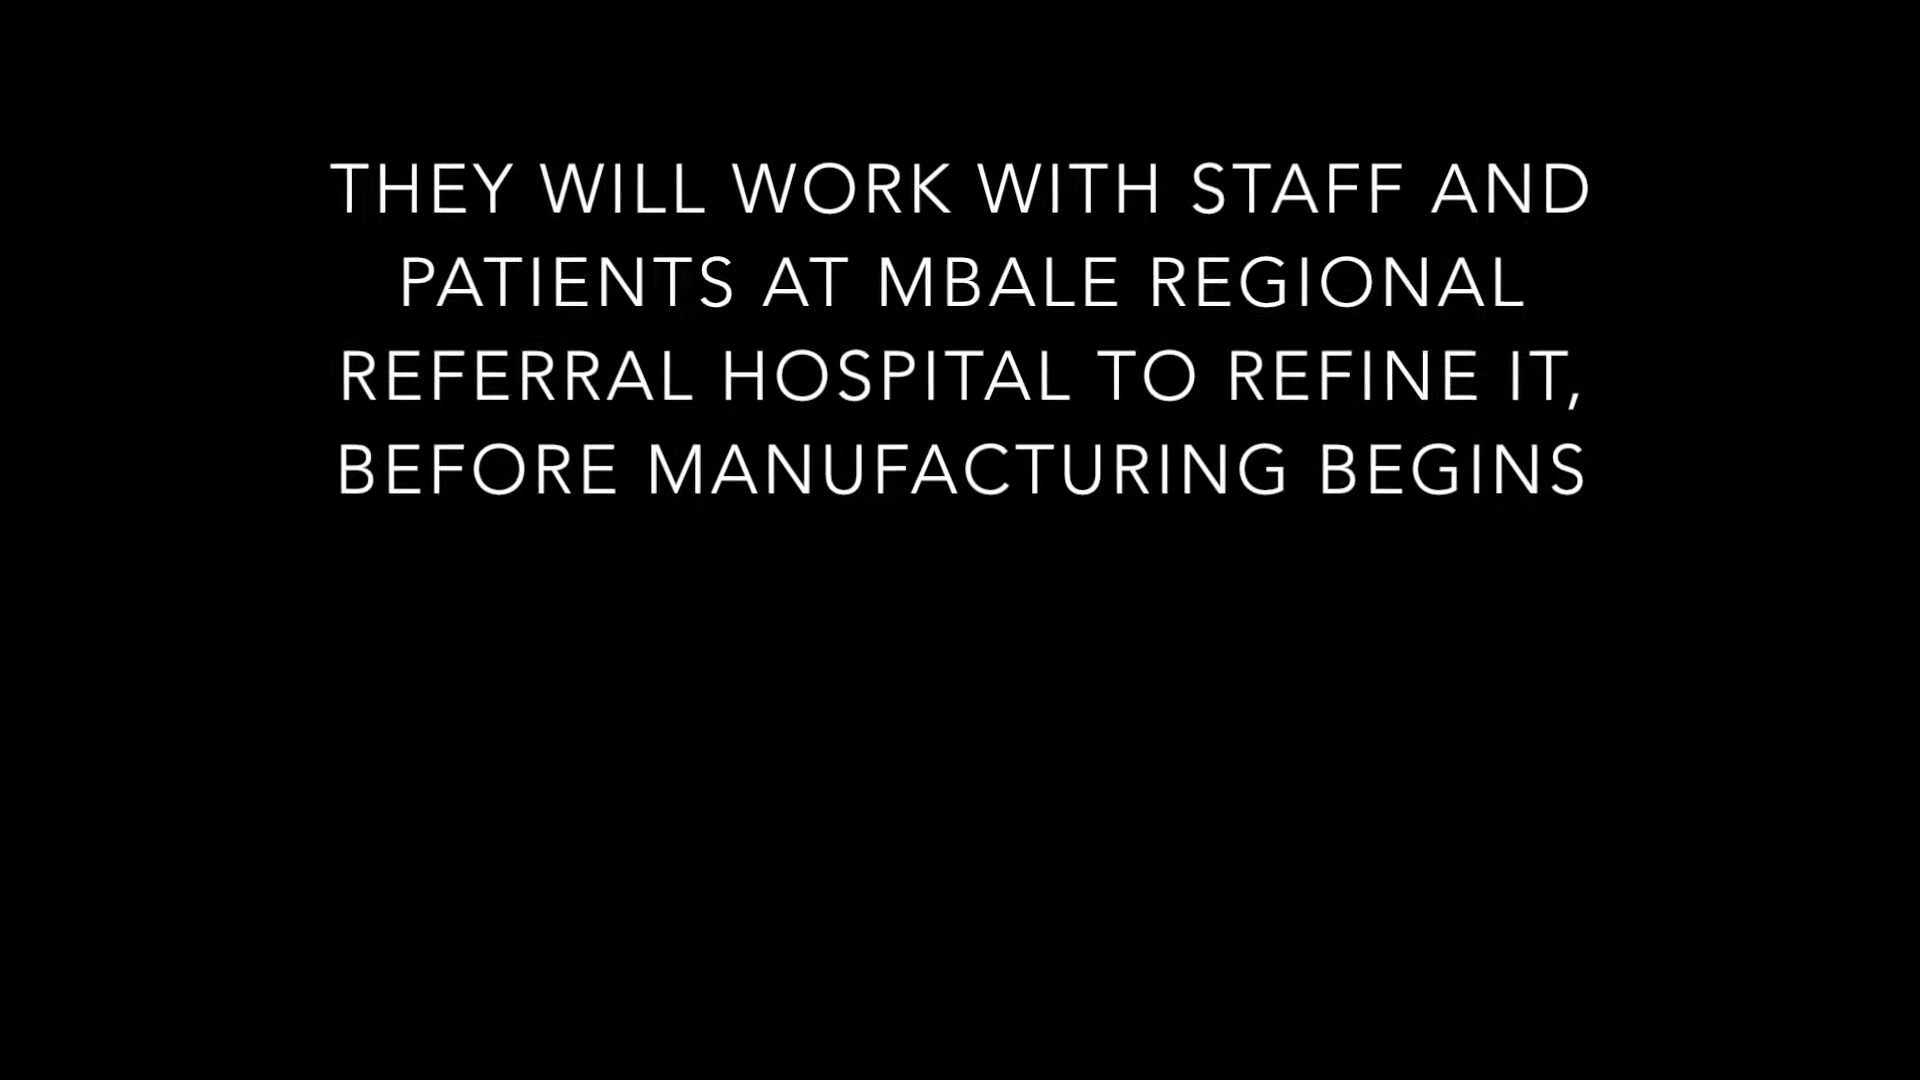 THEY WILL WORK WITH STAFF AND
PATIENTS AT MBALE REGIONAL
REFERRAL HOSPITAL TO REFINE IT,
BEFORE MANUFACTURING BEGINS